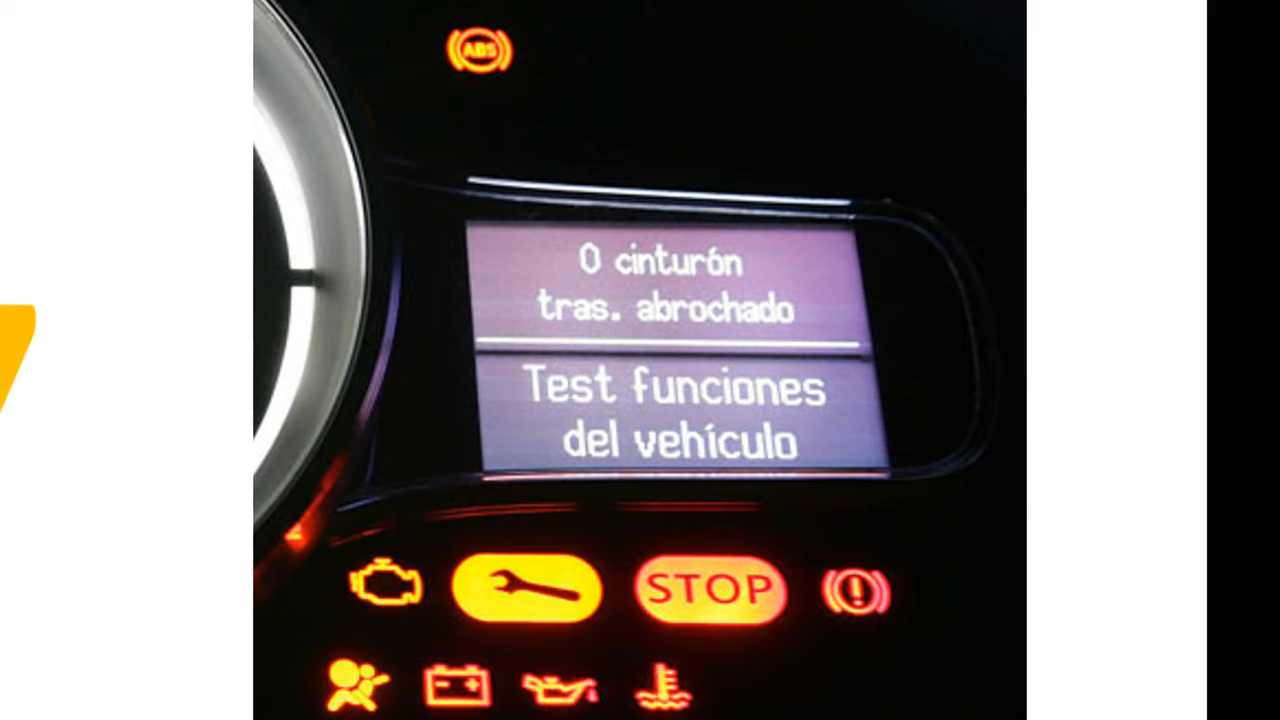 ABS
0 cinturón
tras. abrochado
Test funciones
del vehículo
STOP